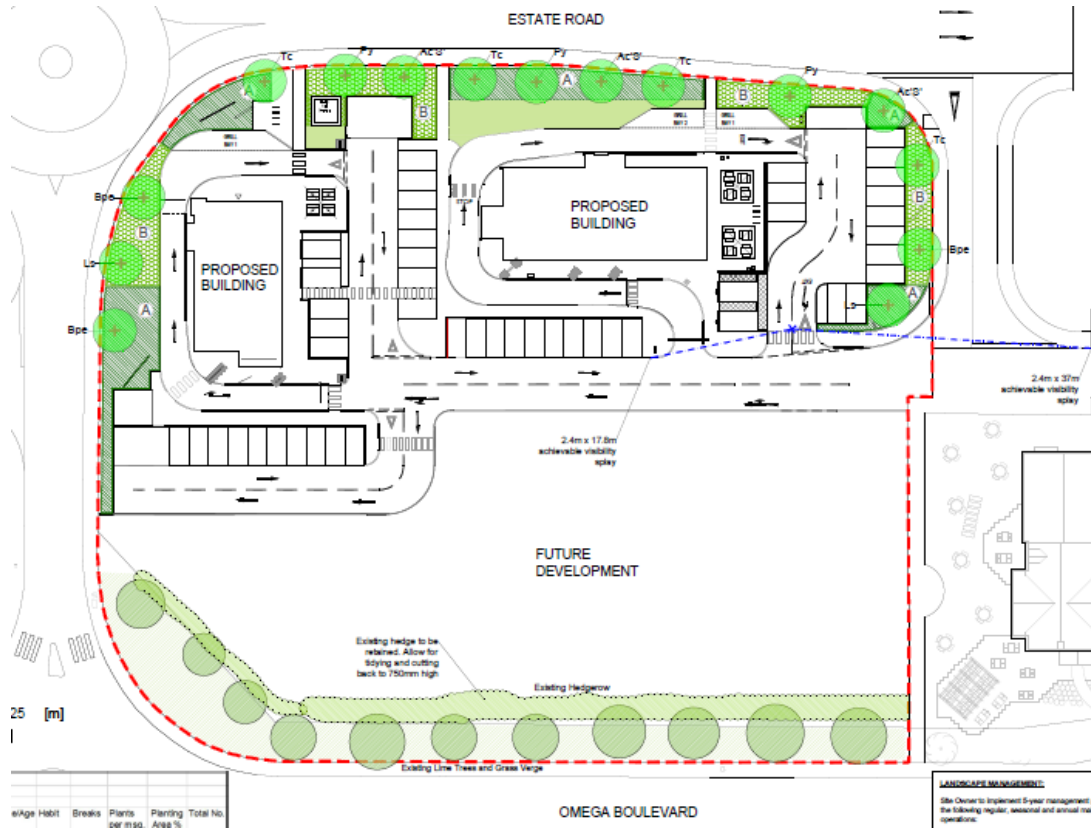 ESTATE ROAD
Tc
Py
Ac'S'
Tc
Py
Ac'S'
Tc
Py
Ac'S'
Tc
A
B
A
B
A
B
A
Bpe
B
Ls
A
Bpe
Bpe
Ls
STOP
PROPOSED
BUILDING
PROPOSED
BUILDING
2.4m x 37m
achievable visibility
splay
2.4m x 17.8m
achievable visibility
splay
FUTURE
DEVELOPMENT
Existing hedge to be
retained. Allow for
tidying and cutting
back to 750mm high
Existing Hedgerow
25 [m]
Existing Lime Trees and Grass Verge
OMEGA BOULEVARD
e/Age Habit Breaks Plants
per m sq. Planting
Area % Total No.
LANDSCAPE MANAGEMENT:
Site Owner to implement 5-year management
the following regular, seasonal and annual mai
operations: